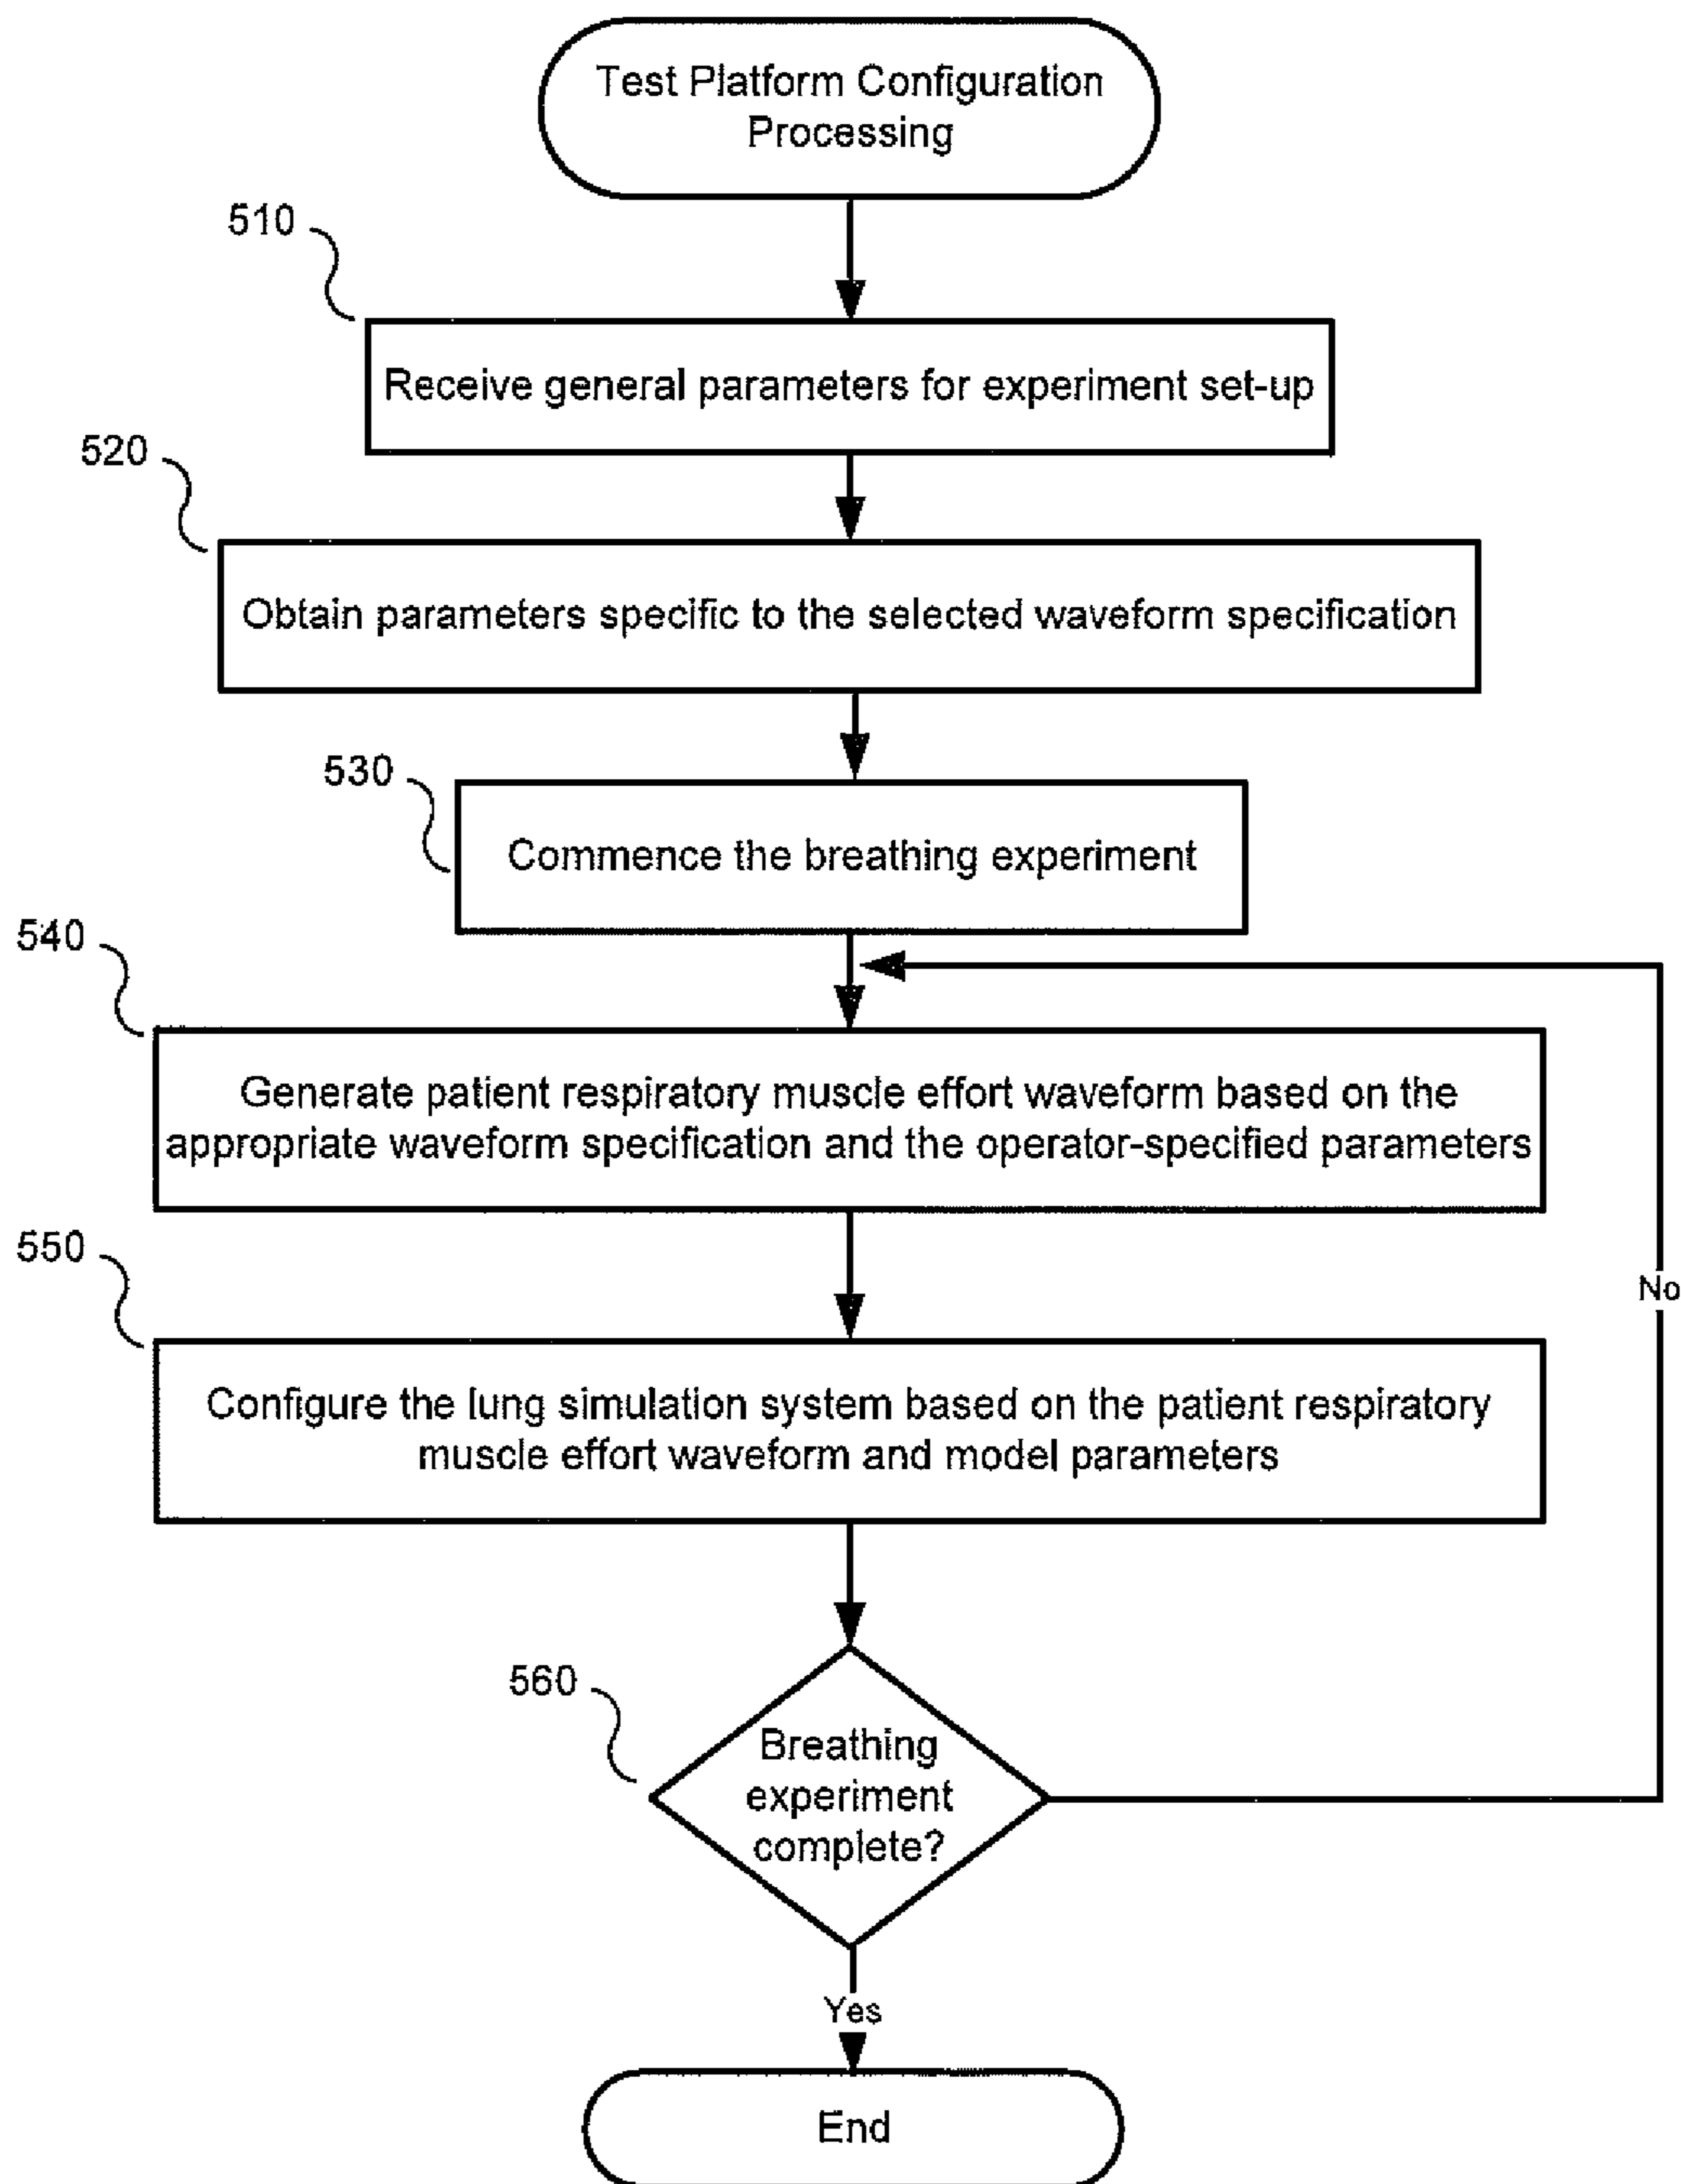 Test Platform Configuration
Processing
510
Receive general parameters for experiment set-up
520
Obtain parameters specific to the selected waveform specification
530
Commence the breathing experiment
540
Generate patient respiratory muscle effort waveform based on the
appropriate waveform specification and the operator-specified parameters
550
No
Configure the lung simulation system based on the patient respiratory
muscle effort waveform and model parameters
560
Breathing
experiment
complete?
Yes
End